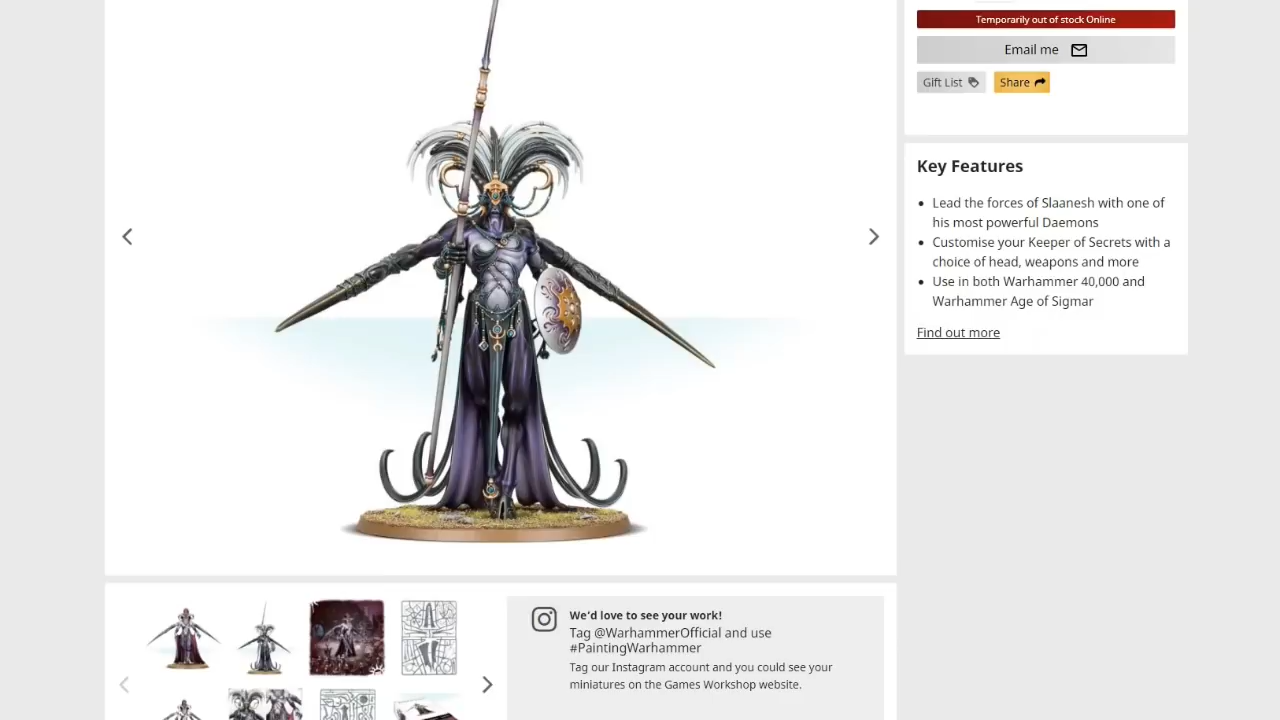 Temporarily out of stock Online
Email me
Gift List
Share
Key Features
Lead the forces of Slaanesh with one of
his most powerful Daemons
Customise your Keeper of Secrets with a
choice of head, weapons and more
Use in both Warhammer 40,000 and
Warhammer Age of Sigmar
Find out more
We'd love to see your work!
Tag @WarhammerOfficial and use
#PaintingWarhammer
Tag our Instagram account and you could see your
miniatures on the Games Workshop website.